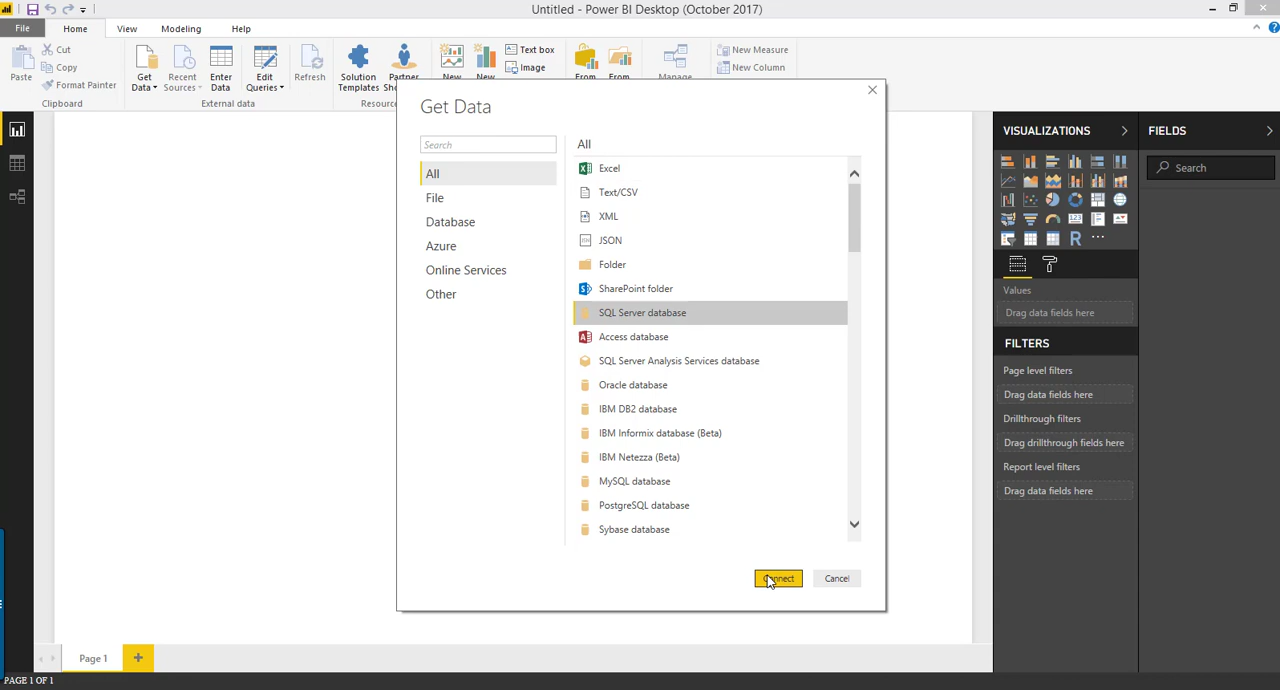 Untitled - Power BI Desktop (October 2017)
File Home View Modeling Help
Cut
Copy
Format Painter
Paste
Clipboard
Get Data
Recent Sources
Enter Data
Edit Queries
Refresh
External data
Solution Templates
Partner
New
New
Text box
Image
From
From
Manage
New Measure
New Column
Get Data
Search
All
File
Database
Azure
Online Services
Other
All
Excel
Text/CSV
XML
JSON
Folder
SharePoint folder
SQL Server database
Access database
SQL Server Analysis Services database
Oracle database
IBM DB2 database
IBM Informix database (Beta)
IBM Netezza (Beta)
MySQL database
PostgreSQL database
Sybase database
Connect
Cancel
VISUALIZATIONS
Values
Drag data fields here
FILTERS
Page level filters
Drag data fields here
Drillthrough filters
Drag drillthrough fields here
Report level filters
Drag data fields here
FIELDS
Search
Page 1
PAGE 1 OF 1